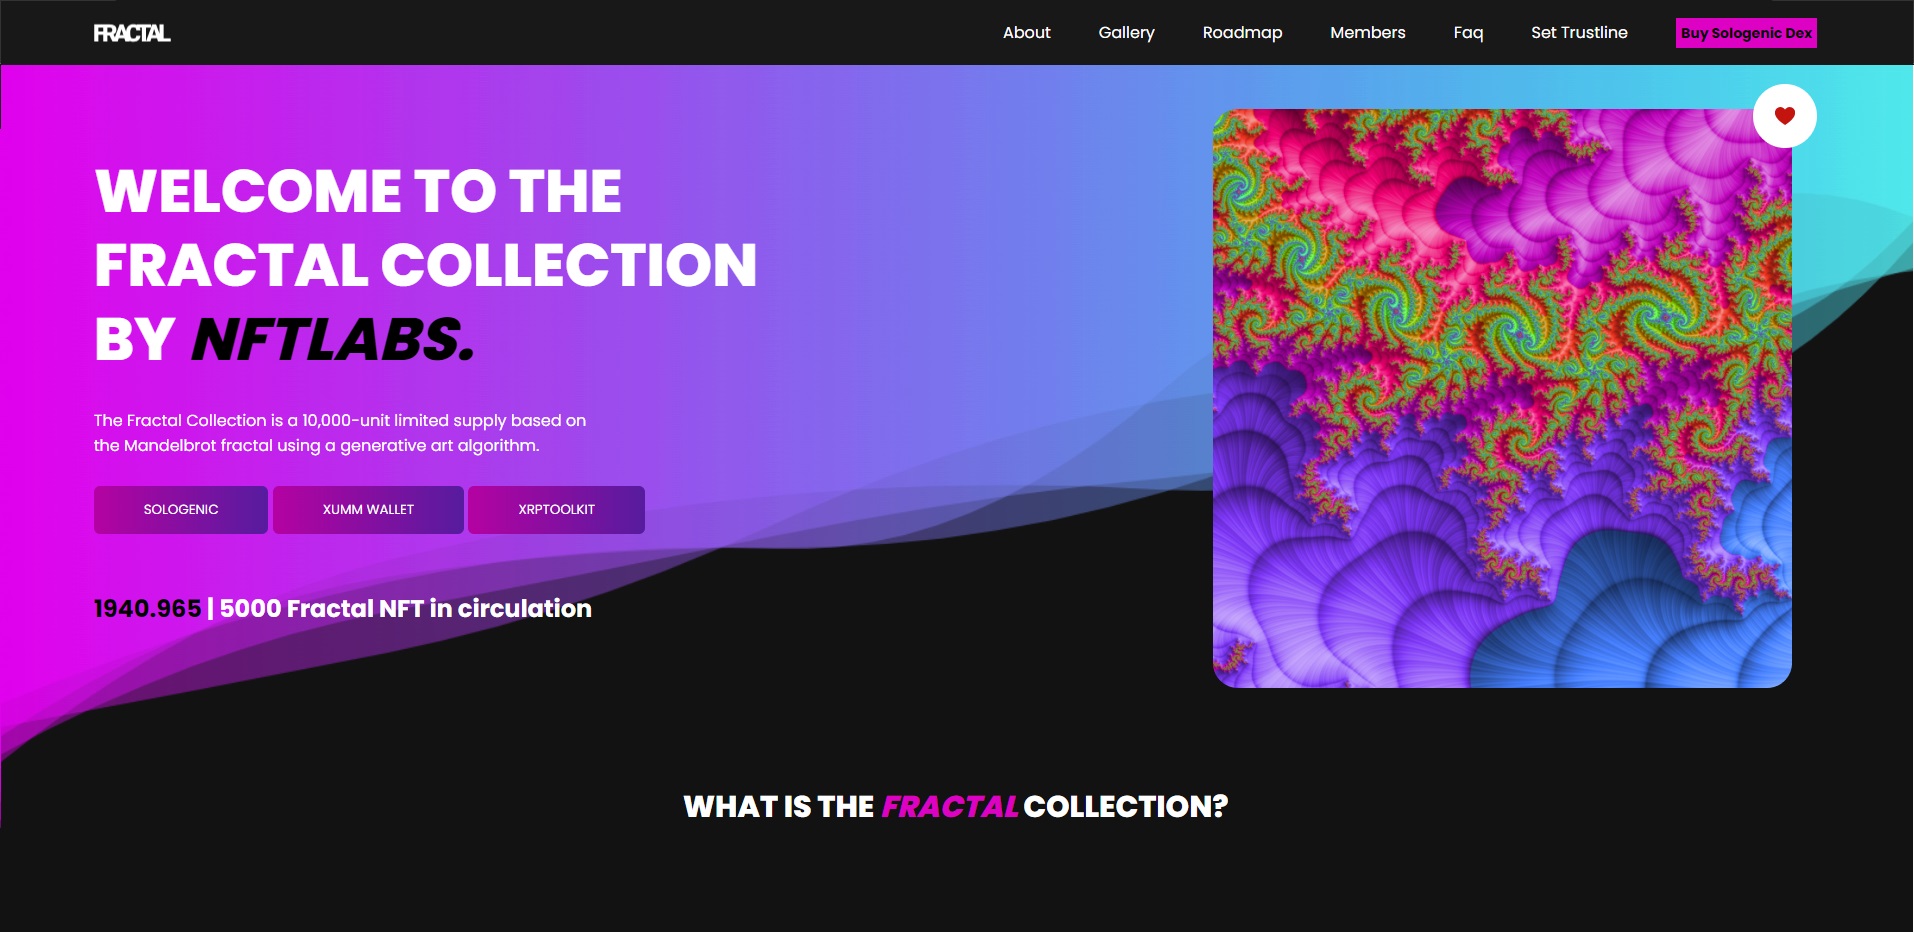 FRACTAL
About
Gallery
Roadmap
Members
Faq
Set Trustline
Buy Sologenic Dex
WELCOME TO THE
FRACTAL COLLECTION
BY NFTLABS.
The Fractal Collection is a 10,000-unit limited supply based on
the Mandelbrot fractal using a generative art algorithm.
SOLOGENIC
XUMM WALLET
XRPTOOLKIT
1940.965 | 5000 Fractal NFT in circulation
WHAT IS THE FRACTAL COLLECTION?